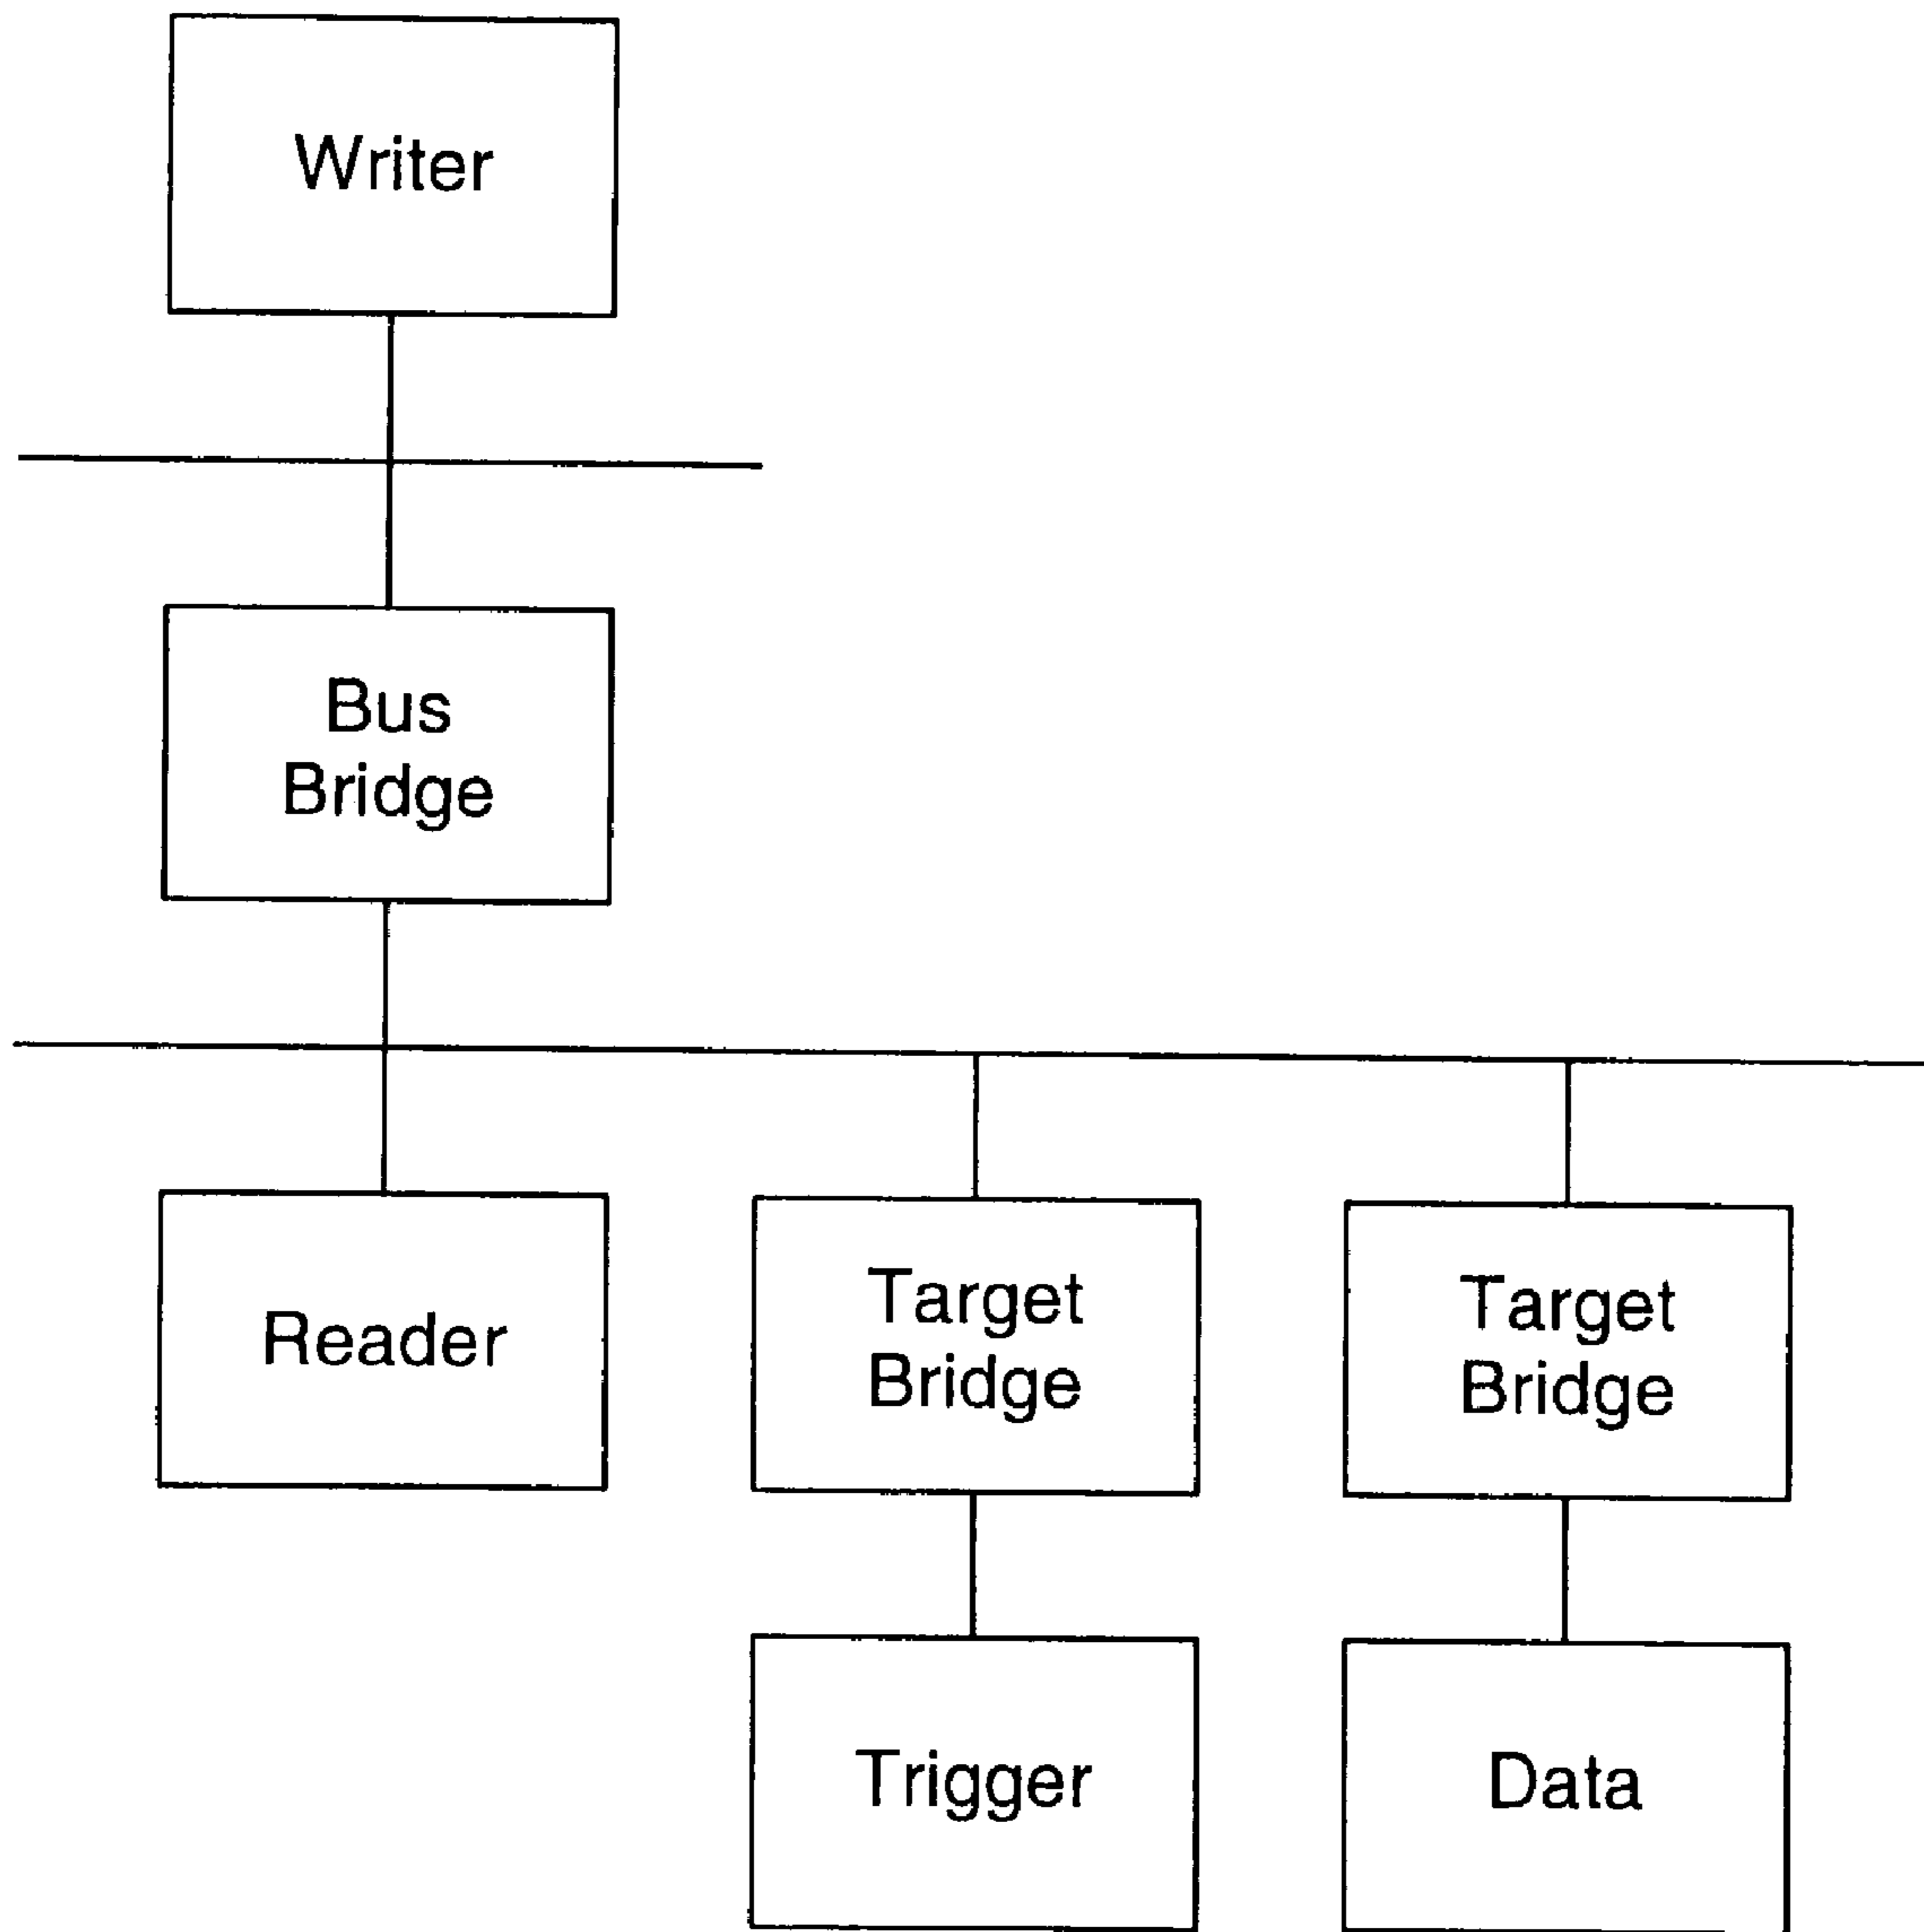 Writer
Bus
Bridge
Reader
Target
Bridge
Target
Bridge
Trigger
Data